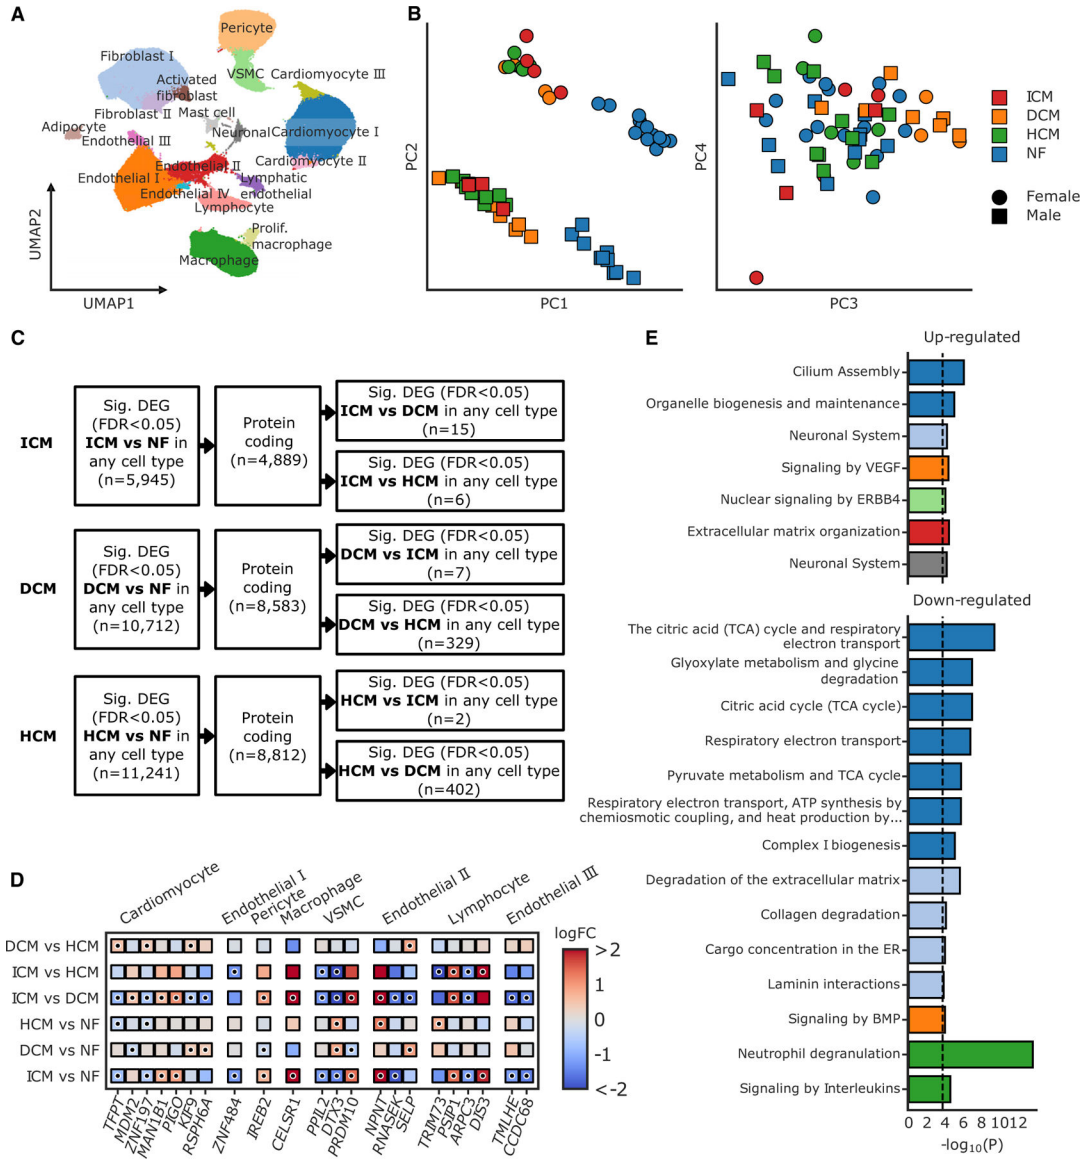 A
Pericyte
Fibroblast I
VSMC
Cardiomyocyte III
Activated
fibroblast
Fibroblast II
Mast cell
Adipocyte
Neuronal
Cardiomyocyte I
Endothelial III
Endothelial II
Cardiomyocyte II
Endothelial I
Lymphatic
endothelial
Endothelial IV
Lymphocyte
Prolif.
macrophage
Macrophage
UMAP2
UMAP1
B
PC2
PC1
PC4
PC3
ICM
DCM
HCM
NF
Female
Male
C
ICM
Sig. DEG
(FDR<0.05)
ICM vs NF in
any cell type
(n=5,945)
Protein
coding
(n=4,889)
Sig. DEG (FDR<0.05)
ICM vs DCM in any cell type
(n=15)
Sig. DEG (FDR<0.05)
ICM vs HCM in any cell type
(n=6)
DCM
Sig. DEG
(FDR<0.05)
DCM vs NF in
any cell type
(n=10,712)
Protein
coding
(n=8,583)
Sig. DEG (FDR<0.05)
DCM vs ICM in any cell type
(n=7)
Sig. DEG (FDR<0.05)
DCM vs HCM in any cell type
(n=329)
HCM
Sig. DEG
(FDR<0.05)
HCM vs NF in
any cell type
(n=11,241)
Protein
coding
(n=8,812)
Sig. DEG (FDR<0.05)
HCM vs ICM in any cell type
(n=2)
Sig. DEG (FDR<0.05)
HCM vs DCM in any cell type
(n=402)
D
Cardiomyocyte
Endothelial I
Pericyte
Macrophage
VSMC
Endothelial II
Lymphocyte
Endothelial III
DCM vs HCM
ICM vs HCM
ICM vs DCM
HCM vs NF
DCM vs NF
ICM vs NF
TFPT
MDM2
ZNF197
MAN1B1
PIGO
KIF9
RSPH6A
ZNF484
IREB2
CELSR1
PPIL2
DTX3
PRDM10
NPNT
RNASEK
SELP
TRIM73
PSIP1
ARPC3
DIS3
TMLHE
CCDC68
logFC
>2
1
0
-1
<-2
E
Up-regulated
Cilium Assembly
Organelle biogenesis and maintenance
Neuronal System
Signaling by VEGF
Nuclear signaling by ERBB4
Extracellular matrix organization
Neuronal System
Down-regulated
The citric acid (TCA) cycle and respiratory
electron transport
Glyoxylate metabolism and glycine
degradation
Citric acid cycle (TCA cycle)
Respiratory electron transport
Pyruvate metabolism and TCA cycle
Respiratory electron transport, ATP synthesis by
chemiosmotic coupling, and heat production by...
Complex I biogenesis
Degradation of the extracellular matrix
Collagen degradation
Cargo concentration in the ER
Laminin interactions
Signaling by BMP
Neutrophil degranulation
Signaling by Interleukins
0 2 4 6 8 10 12
-log10(P)